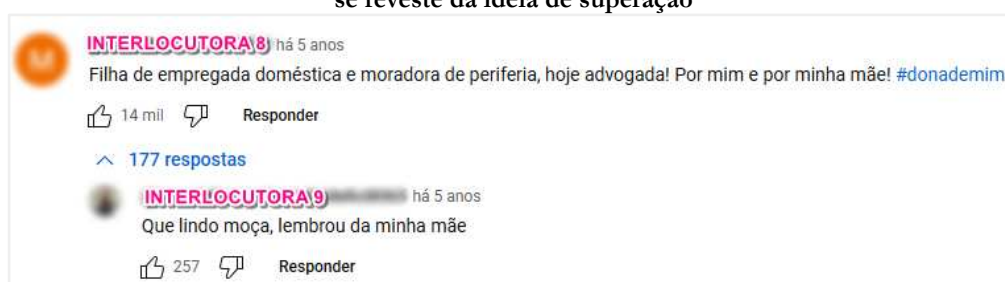 se reveste da ideia de superação
M
INTERLOCUTORA 8 há 5 anos
Filha de empregada doméstica e moradora de periferia, hoje advogada! Por mim e por minha mãe! #donademim
14 mil Responder
177 respostas
INTERLOCUTORA 9 há 5 anos
Que lindo moça, lembrou da minha mãe
257 Responder